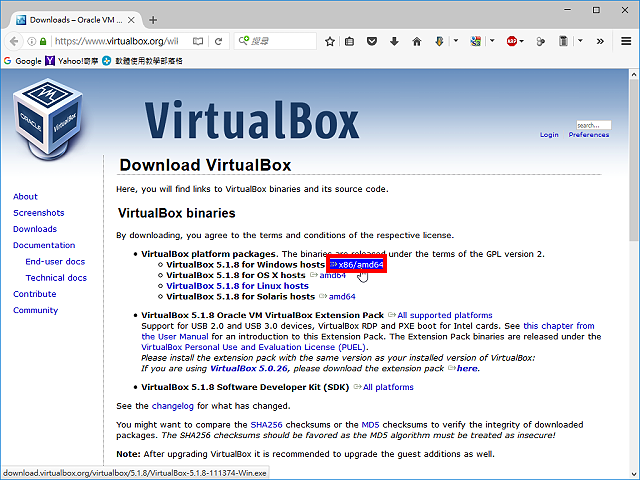 Downloads – Oracle VM ...
https://www.virtualbox.org/wil
搜尋
ABP
Google
Yahoo!奇摩
軟體使用教學部落格
ORACLE
VirtualBox
VirtualBox
search...
Login Preferences
About
Screenshots
Downloads
Documentation
End-user docs
Technical docs
Contribute
Community
Download VirtualBox
Here, you will find links to VirtualBox binaries and its source code.
VirtualBox binaries
By downloading, you agree to the terms and conditions of the respective license.
• VirtualBox platform packages. The binaries are released under the terms of the GPL version 2.
VirtualBox 5.1.8 for Windows hosts x86/amd64
VirtualBox 5.1.8 for OS X hosts amd64
VirtualBox 5.1.8 for Linux hosts
VirtualBox 5.1.8 for Solaris hosts amd64
• VirtualBox 5.1.8 Oracle VM VirtualBox Extension Pack All supported platforms
Support for USB 2.0 and USB 3.0 devices, VirtualBox RDP and PXE boot for Intel cards. See this chapter from
the User Manual for an introduction to this Extension Pack. The Extension Pack binaries are released under the
VirtualBox Personal Use and Evaluation License (PUEL).
Please install the extension pack with the same version as your installed version of VirtualBox:
If you are using VirtualBox 5.0.26, please download the extension pack here.
• VirtualBox 5.1.8 Software Developer Kit (SDK) All platforms
See the changelog for what has changed.
You might want to compare the SHA256 checksums or the MD5 checksums to verify the integrity of downloaded
packages. The SHA256 checksums should be favored as the MD5 algorithm must be treated as insecure!
Note: After upgrading VirtualBox it is recommended to upgrade the guest additions as well.
download.virtualbox.org/virtualbox/5.1.8/VirtualBox-5.1.8-111374-Win.exe